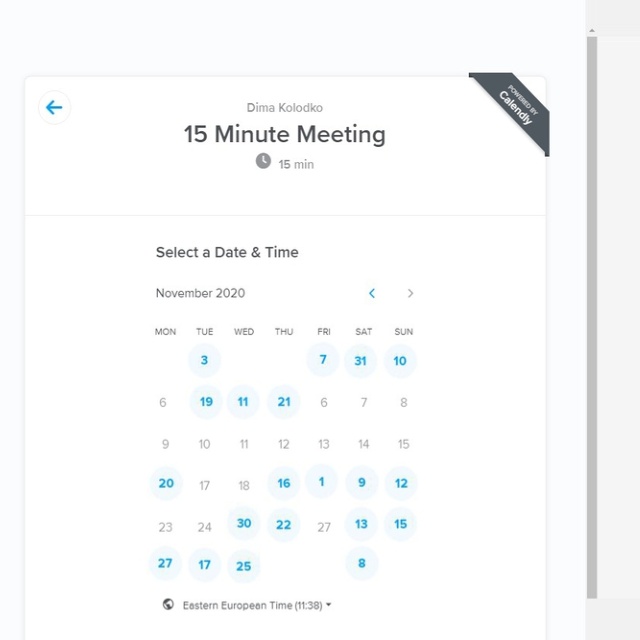 Dima Kolodko
15 Minute Meeting
15 min
POWERED BY
Calendly
Select a Date & Time
November 2020
MON TUE WED THU FRI SAT SUN
3 7 31 10
6 19 11 21 6 7 8
9 10 11 12 13 14 15
20 17 18 16 1 9 12
23 24 30 22 27 13 15
27 17 25 8
Eastern European Time (11:38)